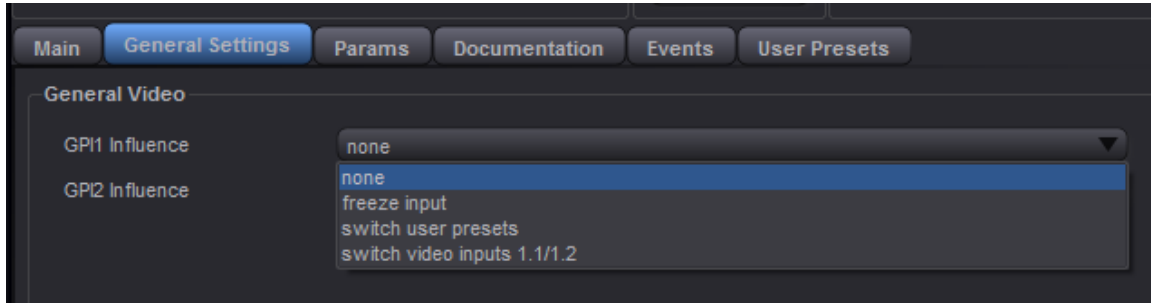 Main General Settings Params Documentation Events User Presets
General Video
GPI1 Influence none
none
GPI2 Influence
freeze input
switch user presets
switch video inputs 1.1/1.2